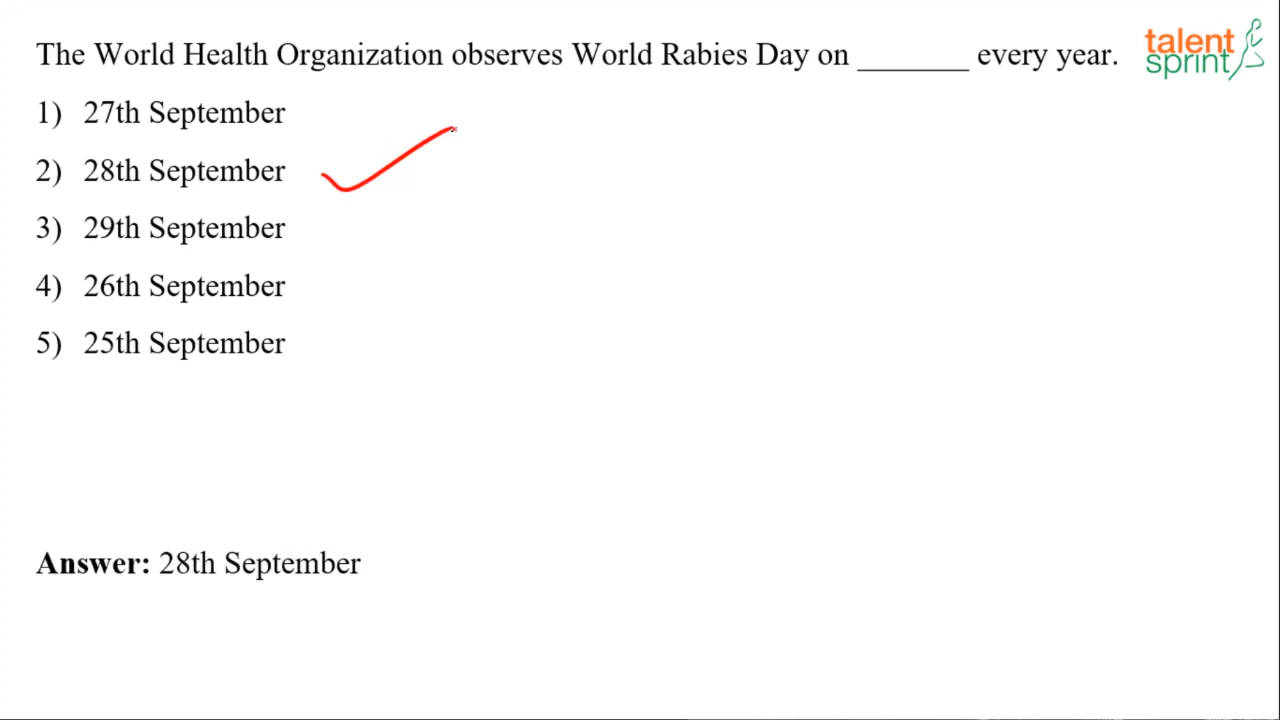 The World Health Organization observes World Rabies Day on ________ every year.
talent
sprint
1) 27th September
2) 28th September
3) 29th September
4) 26th September
5) 25th September
Answer: 28th September